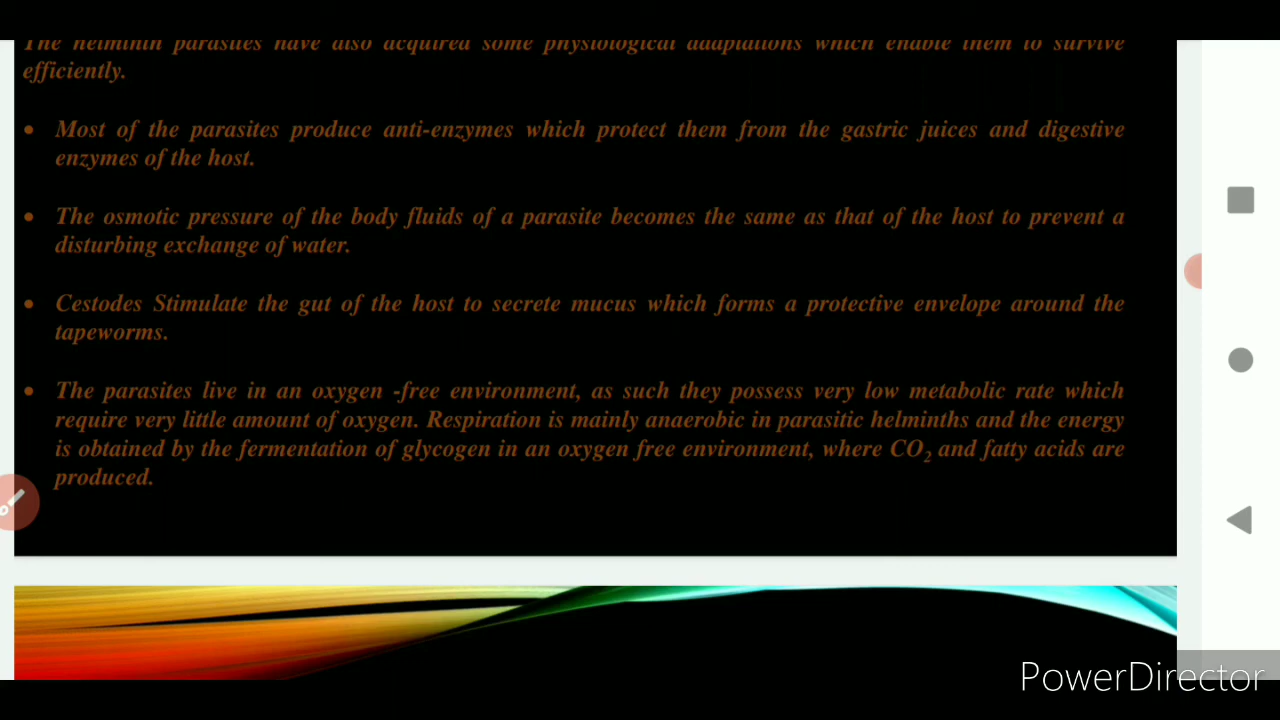 The helminth parasites have also acquired some physiological adaptations which enable them to survive
efficiently.
• Most of the parasites produce anti-enzymes which protect them from the gastric juices and digestive
enzymes of the host.
• The osmotic pressure of the body fluids of a parasite becomes the same as that of the host to prevent a
disturbing exchange of water.
• Cestodes Stimulate the gut of the host to secrete mucus which forms a protective envelope around the
tapeworms.
• The parasites live in an oxygen -free environment, as such they possess very low metabolic rate which
require very little amount of oxygen. Respiration is mainly anaerobic in parasitic helminths and the energy
is obtained by the fermentation of glycogen in an oxygen free environment, where CO₂ and fatty acids are
produced.
PowerDirector